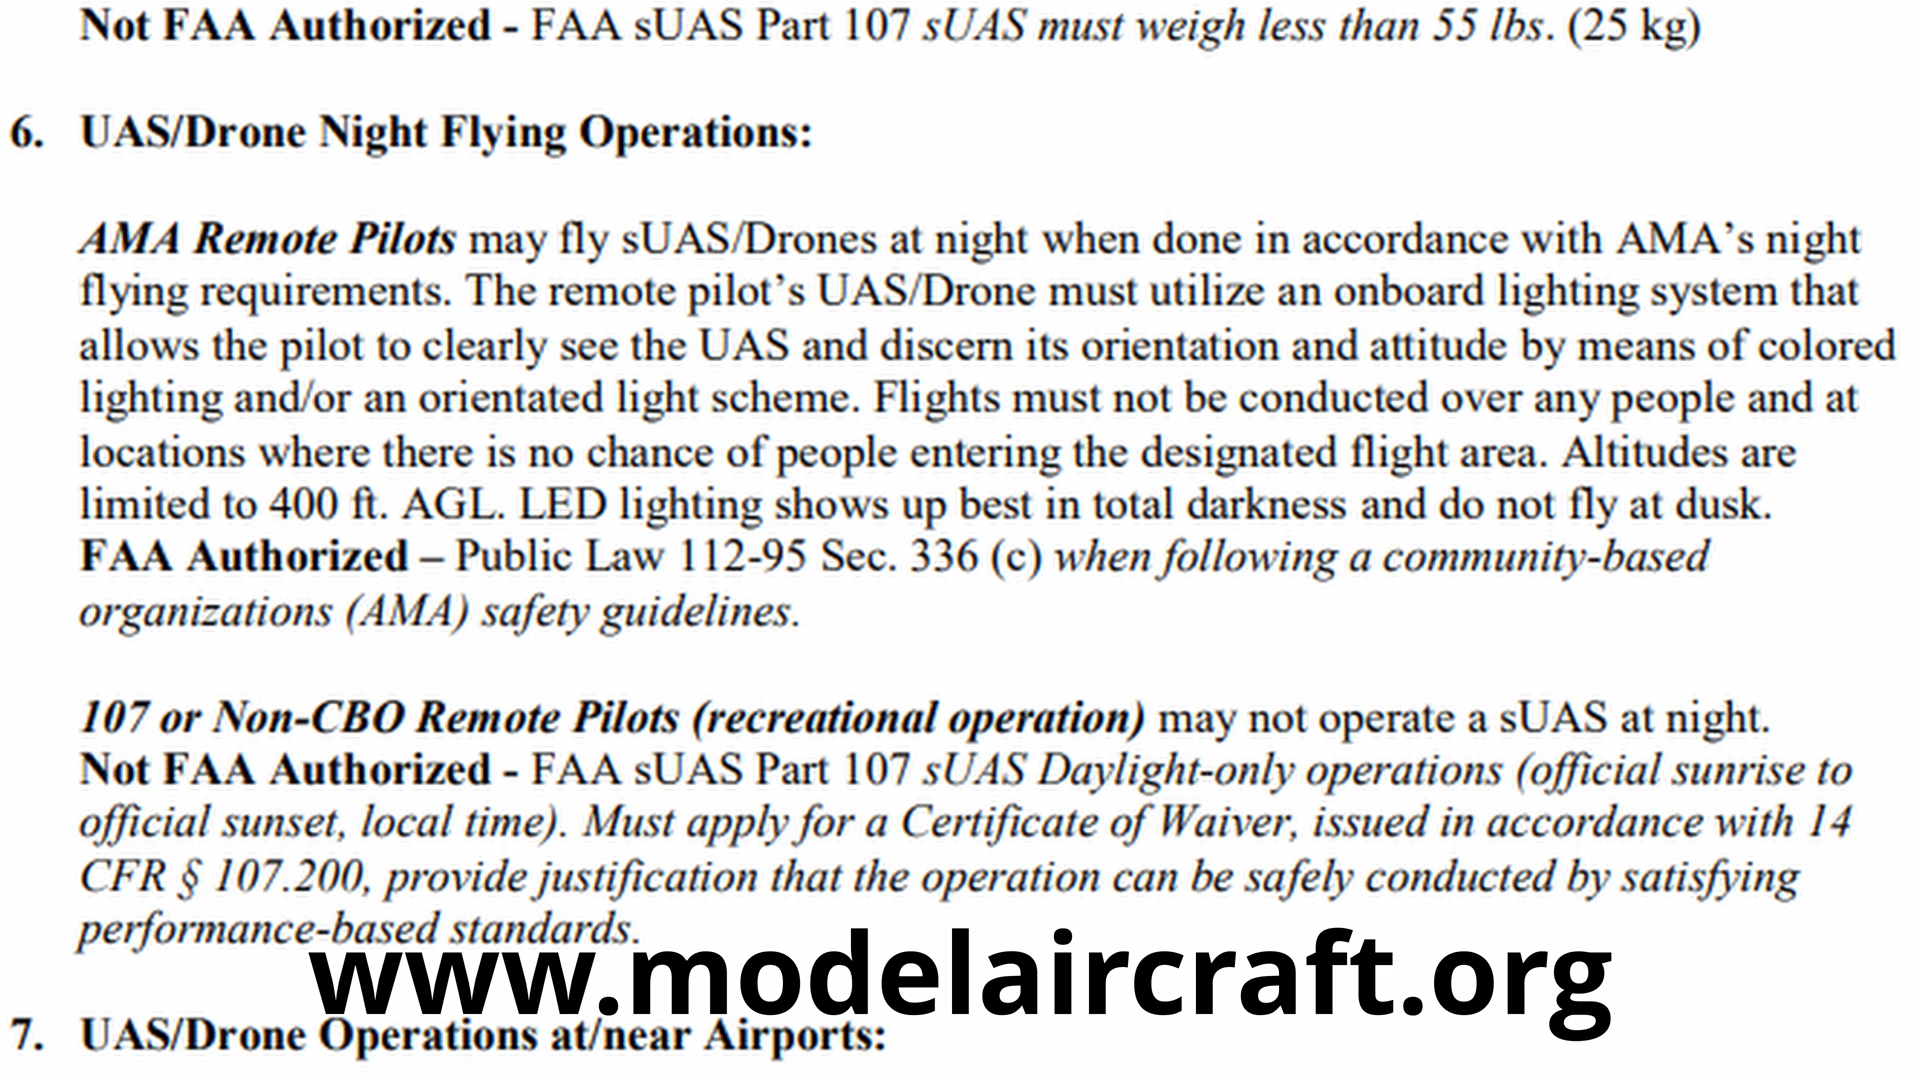 Not FAA Authorized - FAA sUAS Part 107 sUAS must weigh less than 55 lbs. (25 kg)
6. UAS/Drone Night Flying Operations:
AMA Remote Pilots may fly sUAS/Drones at night when done in accordance with AMA’s night
flying requirements. The remote pilot’s UAS/Drone must utilize an onboard lighting system that
allows the pilot to clearly see the UAS and discern its orientation and attitude by means of colored
lighting and/or an orientated light scheme. Flights must not be conducted over any people and at
locations where there is no chance of people entering the designated flight area. Altitudes are
limited to 400 ft. AGL. LED lighting shows up best in total darkness and do not fly at dusk.
FAA Authorized – Public Law 112-95 Sec. 336 (c) when following a community-based
organizations (AMA) safety guidelines.
107 or Non-CBO Remote Pilots (recreational operation) may not operate a sUAS at night.
Not FAA Authorized - FAA sUAS Part 107 sUAS Daylight-only operations (official sunrise to
official sunset, local time). Must apply for a Certificate of Waiver, issued in accordance with 14
CFR § 107.200, provide justification that the operation can be safely conducted by satisfying
performance-based standards.
www.modelaircraft.org
7. UAS/Drone Operations at/near Airports: